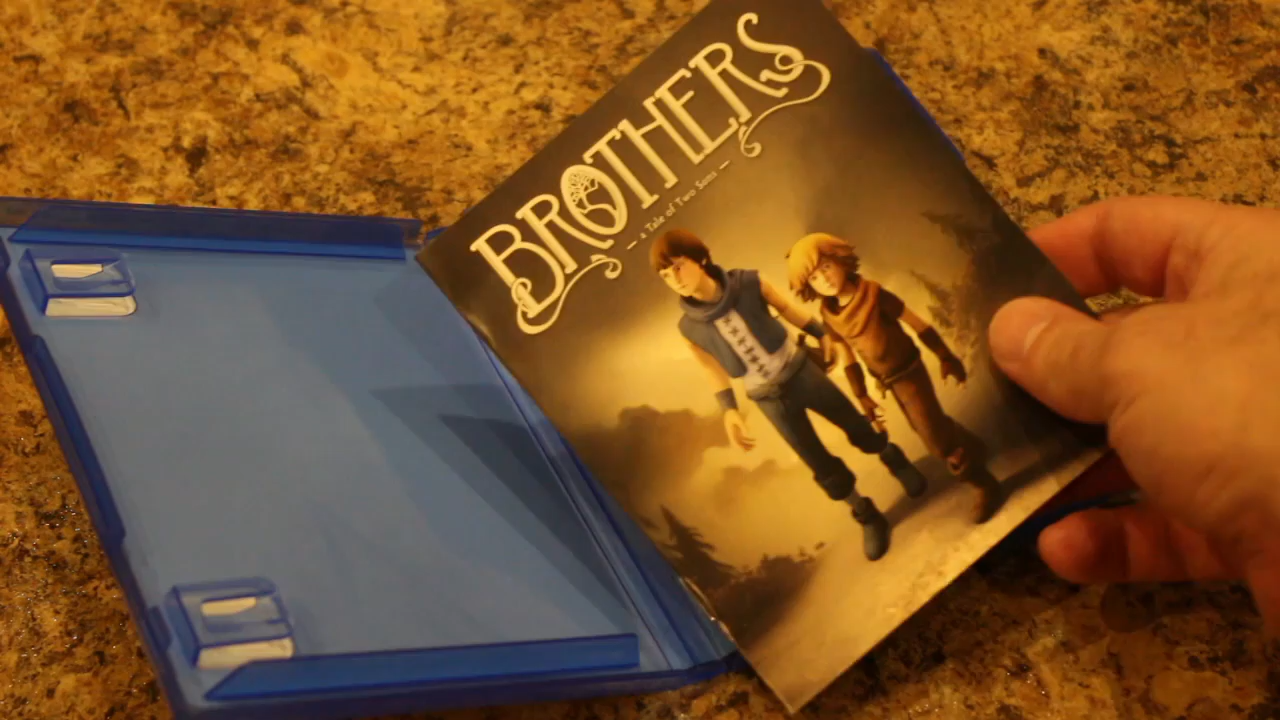 BROTHERS
– a Tale of Two Sons –